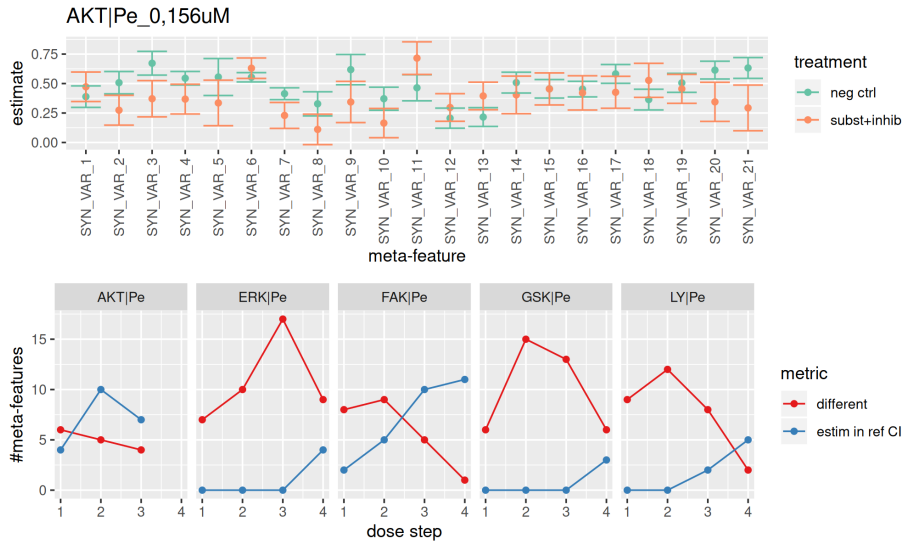 AKT|Pe_0,156uM
estimate
0.75
0.50
0.25
0.00
SYN_VAR_1
SYN_VAR_2
SYN_VAR_3
SYN_VAR_4
SYN_VAR_5
SYN_VAR_6
SYN_VAR_7
SYN_VAR_8
SYN_VAR_9
SYN_VAR_10
SYN_VAR_11
SYN_VAR_12
SYN_VAR_13
SYN_VAR_14
SYN_VAR_15
SYN_VAR_16
SYN_VAR_17
SYN_VAR_18
SYN_VAR_19
SYN_VAR_20
SYN_VAR_21
meta-feature
treatment
neg ctrl
subst+inhib
AKT|Pe ERK|Pe FAK|Pe GSK|Pe LY|Pe
#meta-features
15
10
5
0
1 2 3 4 1 2 3 4 1 2 3 4 1 2 3 4 1 2 3 4
dose step
metric
different
estim in ref CI